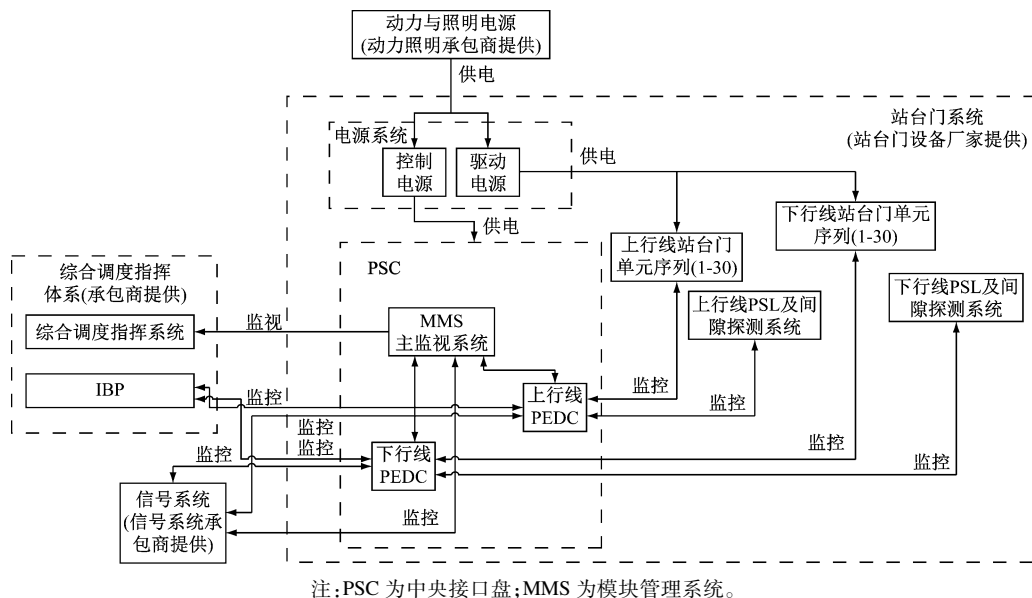 动力与照明电源
(动力照明承包商提供)
供电
站台门系统
(站台门设备厂家提供)
电源系统
控制
电源
驱动
电源
供电
供电
下行线站台门单元
序列(1-30)
上行线站台门
单元序列(1-30)
PSC
综合调度指挥
体系(承包商提供)
综合调度指挥系统
监视
MMS
主监视系统
上行线PSL及间
隙探测系统
下行线PSL及间
隙探测系统
IBP
监控
上行线
PEDC
监控
监控
监控
监控
监控
下行线
PEDC
监控
监控
信号系统
(信号系统承
包商提供)
监控
注:PSC 为中央接口盘;MMS 为模块管理系统。